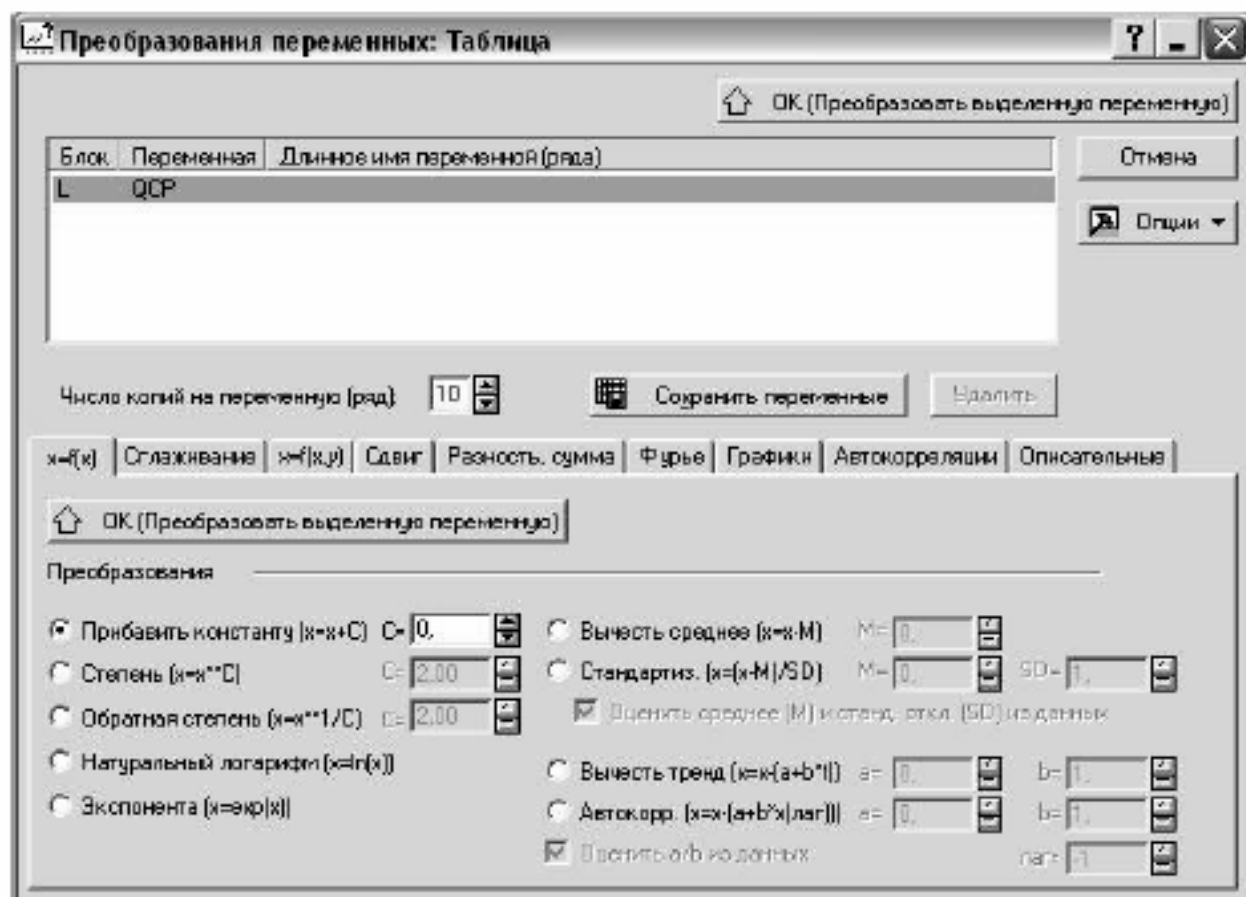 Преобразования переменных: Таблица
? _ X
OK (Преобразовать выделенную переменную)
Блок Переменная Длинное имя переменной (ряда)
L QCP
Отмена
Опции
Число копий на переменную (ряд): 10 Сохранить переменные Удалить
x=f(x) Сглаживание x=f(x,y) Сдвиг Разность, сумма Фурье Графики Автокорреляции Описательные
OK (Преобразовать выделенную переменную)
Преобразования
Прибавить константу (x=x+C) C= 0, Вычесть среднее (x=x-M) M= 0,
Степень (x=x**C) C= 2,00 Стандартиз. (x=(x-M)/SD) M= 0, SD= 1,
Обратная степень (x=x**1/C) C= 2,00 Оценить среднее (M) и станд. откл. (SD) из данных
Натуральный логарифм (x=ln(x)) Вычесть тренд (x=x-(a+b*t)) a= 0, b= 1,
Экспонента (x=exp(x)) Автокорр. (x=x-(a+b*x(лаг))) a= 0, b= 1,
Оценить a/b из данных лаг= -1